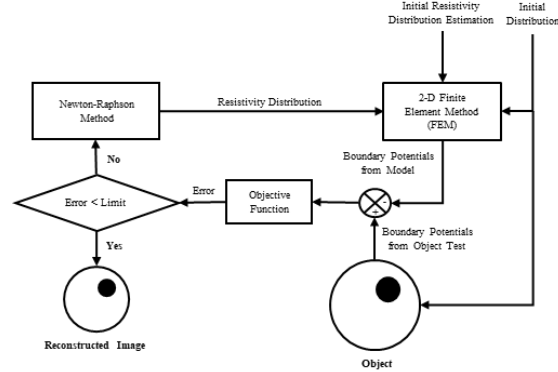 Initial Resistivity
Distribution Estimation
Initial
Distribution
Newton-Raphson
Method
Resistivity Distribution
2-D Finite
Element Method
(FEM)
No
Boundary Potentials
from Model
Error < Limit
Error
Objective
Function
-
+
Yes
Boundary Potentials
from Object Test
Reconstructed Image
Object